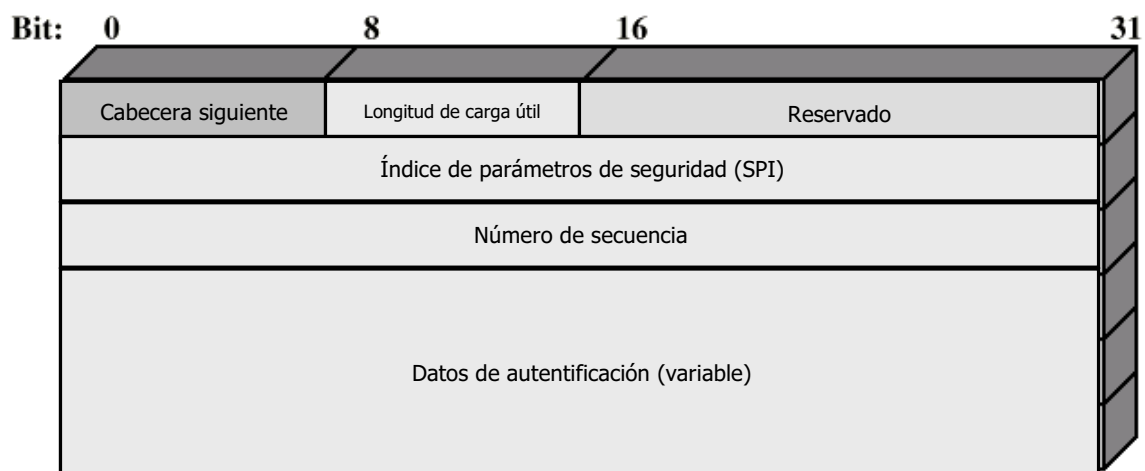 Bit: 0 8 16 31
Cabecera siguiente Longitud de carga útil Reservado
Índice de parámetros de seguridad (SPI)
Número de secuencia
Datos de autentificación (variable)